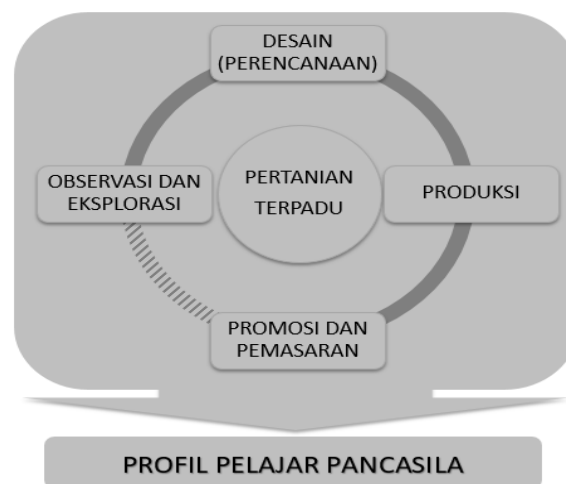 DESAIN
(PERENCANAAN)
OBSERVASI DAN
EKSPLORASI
PERTANIAN
TERPADU
PRODUKSI
PROMOSI DAN
PEMASARAN
PROFIL PELAJAR PANCASILA